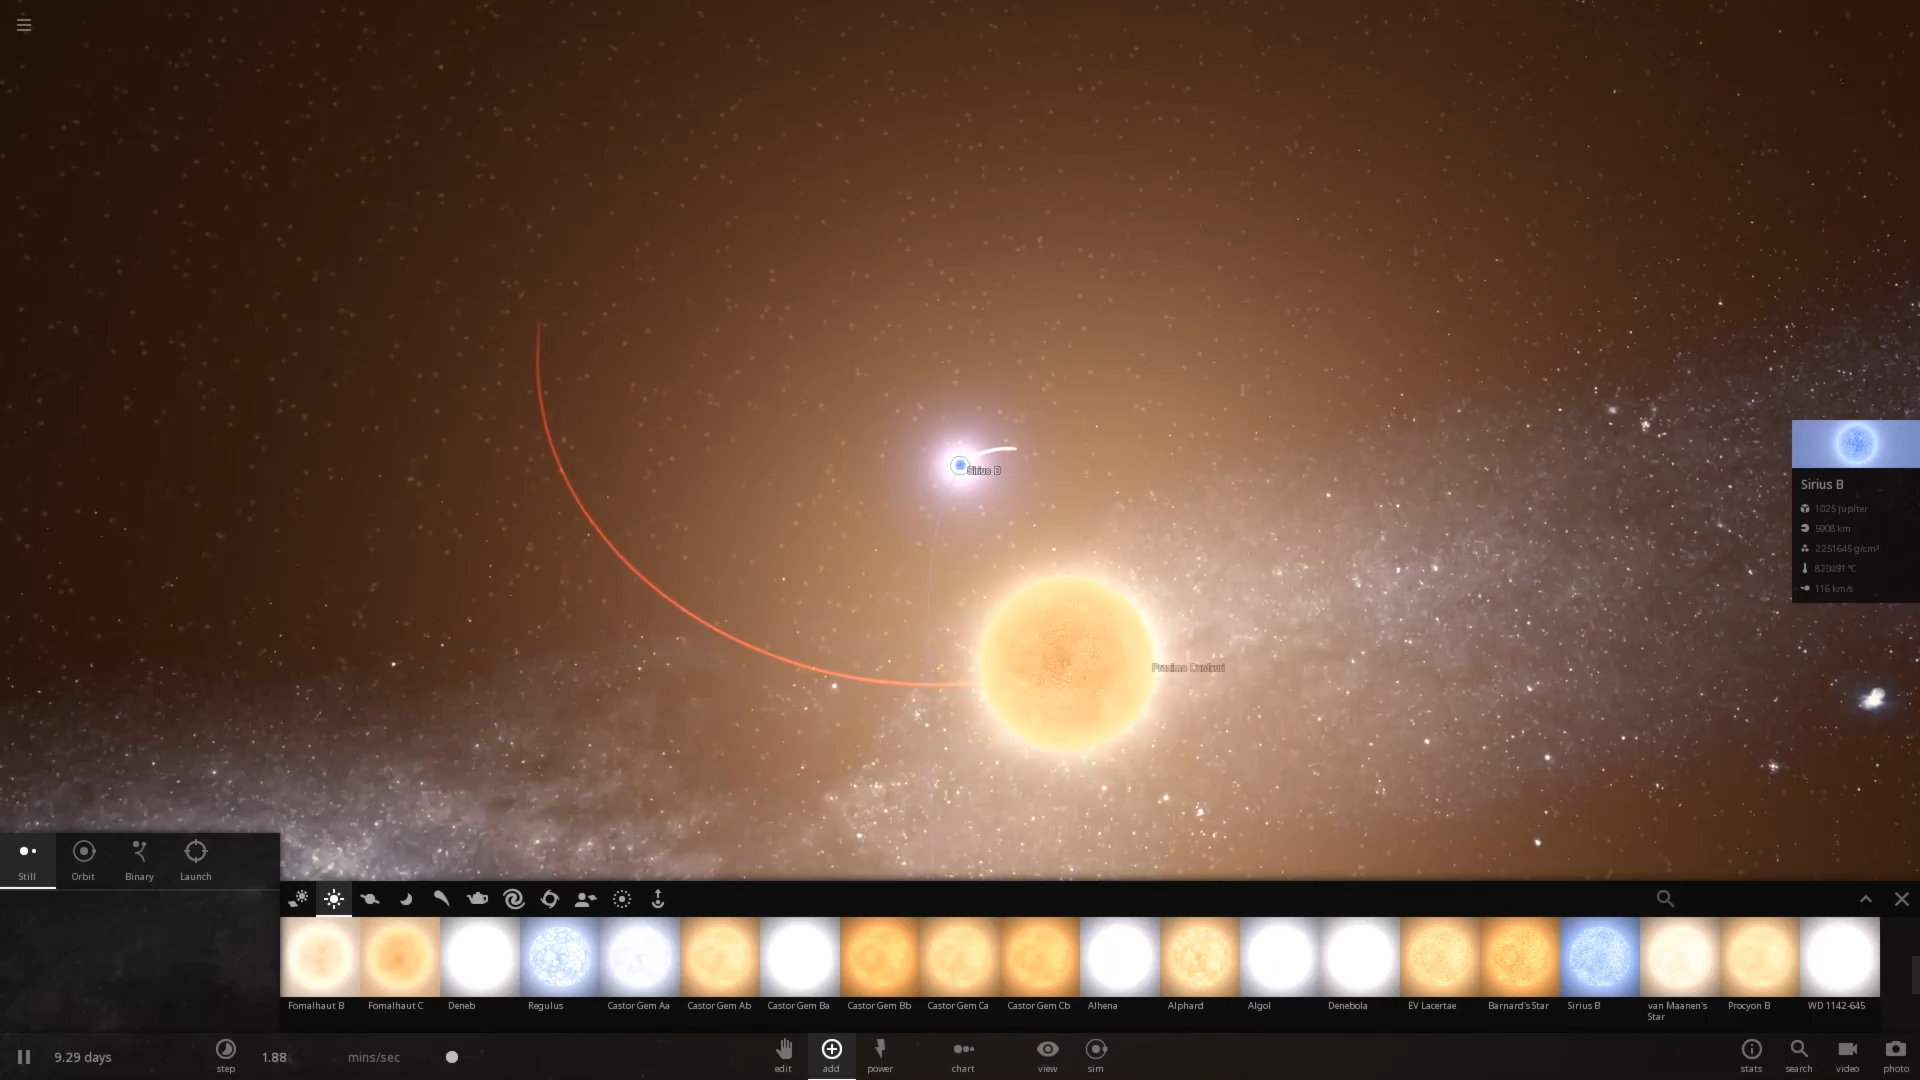 Sirius B
Proxima Centauri
Sirius B
1025 jupiter
5908 km
2251645 g/cm³
116 km/s
Still
Orbit
Binary
Launch
Fomalhaut B
Fomalhaut C
Deneb
Regulus
Castor Gem Aa
Castor Gem Ab
Castor Gem Ba
Castor Gem Bb
Castor Gem Ca
Castor Gem Cb
Alhena
Alphard
Algol
Denebola
EV Lacertae
Barnard's Star
Sirius B
van Maanen's
Star
Procyon B
WD 1142-645
9.29 days
step
1.88
mins/sec
edit
add
power
chart
view
sim
stats
search
video
photo